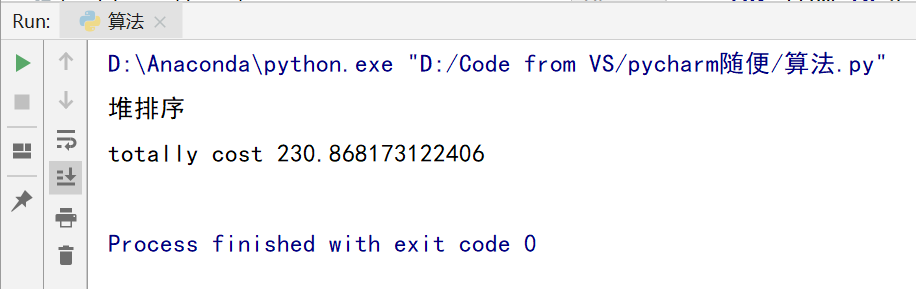 Run: 算法
D:\Anaconda\python.exe "D:/Code from VS/pycharm随便/算法.py"
堆排序
totally cost 230.868173122406
Process finished with exit code 0